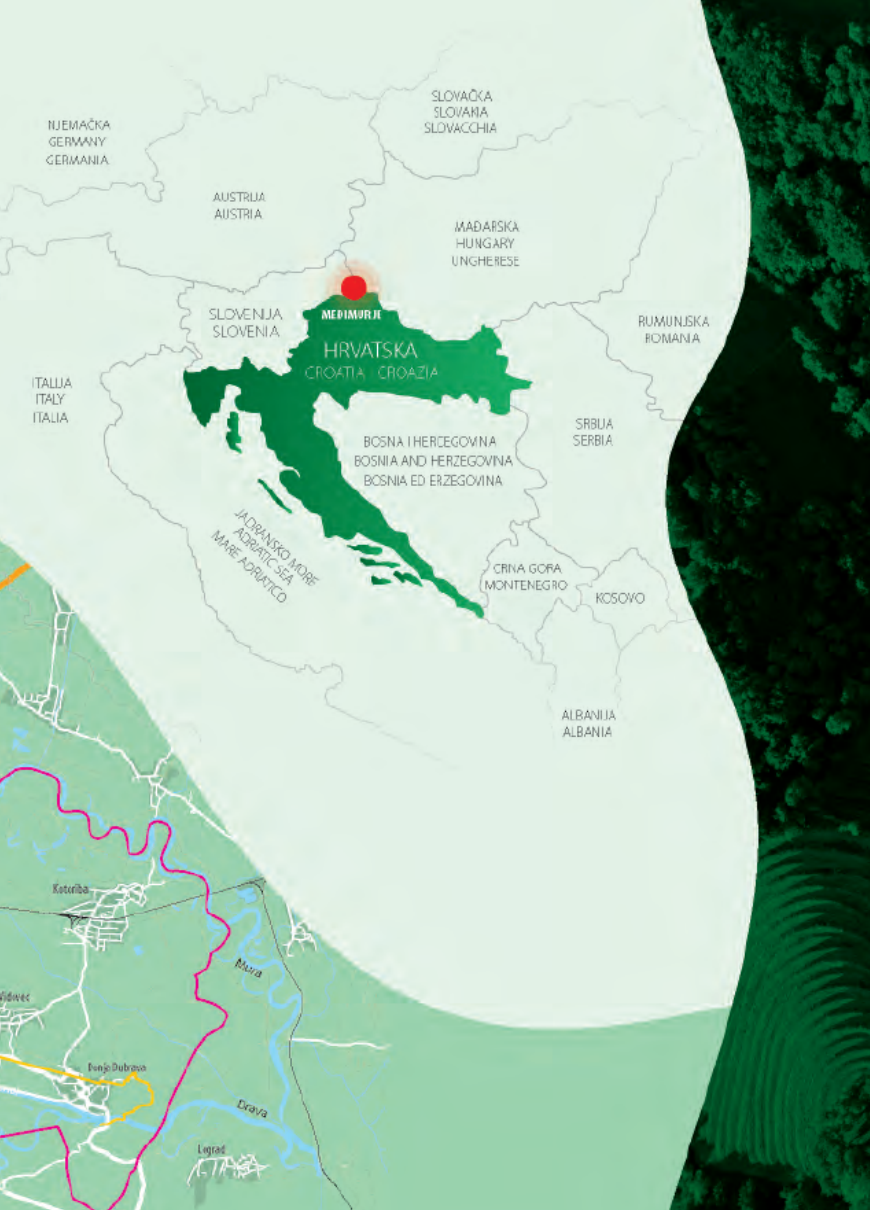 SLOVAČKA
SLOVAKIA
SLOVACCHIA
NJEMAČKA
GERMANY
GERMANIA
AUSTRIJA
AUSTRIA
MAĐARSKA
HUNGARY
UNGHERESE
MEĐIMURJE
SLOVENIJA
SLOVENIA
RUMUNJSKA
ROMANIA
HRVATSKA
CROATIA CROAZIA
ITALIJA
ITALY
ITALIA
SRBIJA
SERBIA
BOSNA I HERCEGOVINA
BOSNIA AND HERZEGOVINA
BOSNIA ED ERZEGOVINA
JADRANSKO MORE
ADRIATIC SEA
MARE ADRIATICO
CRNA GORA
MONTENEGRO
KOSOVO
ALBANIJA
ALBANIA
Kotoriba
Mura
Donja Dubrava
Drava
Legrad